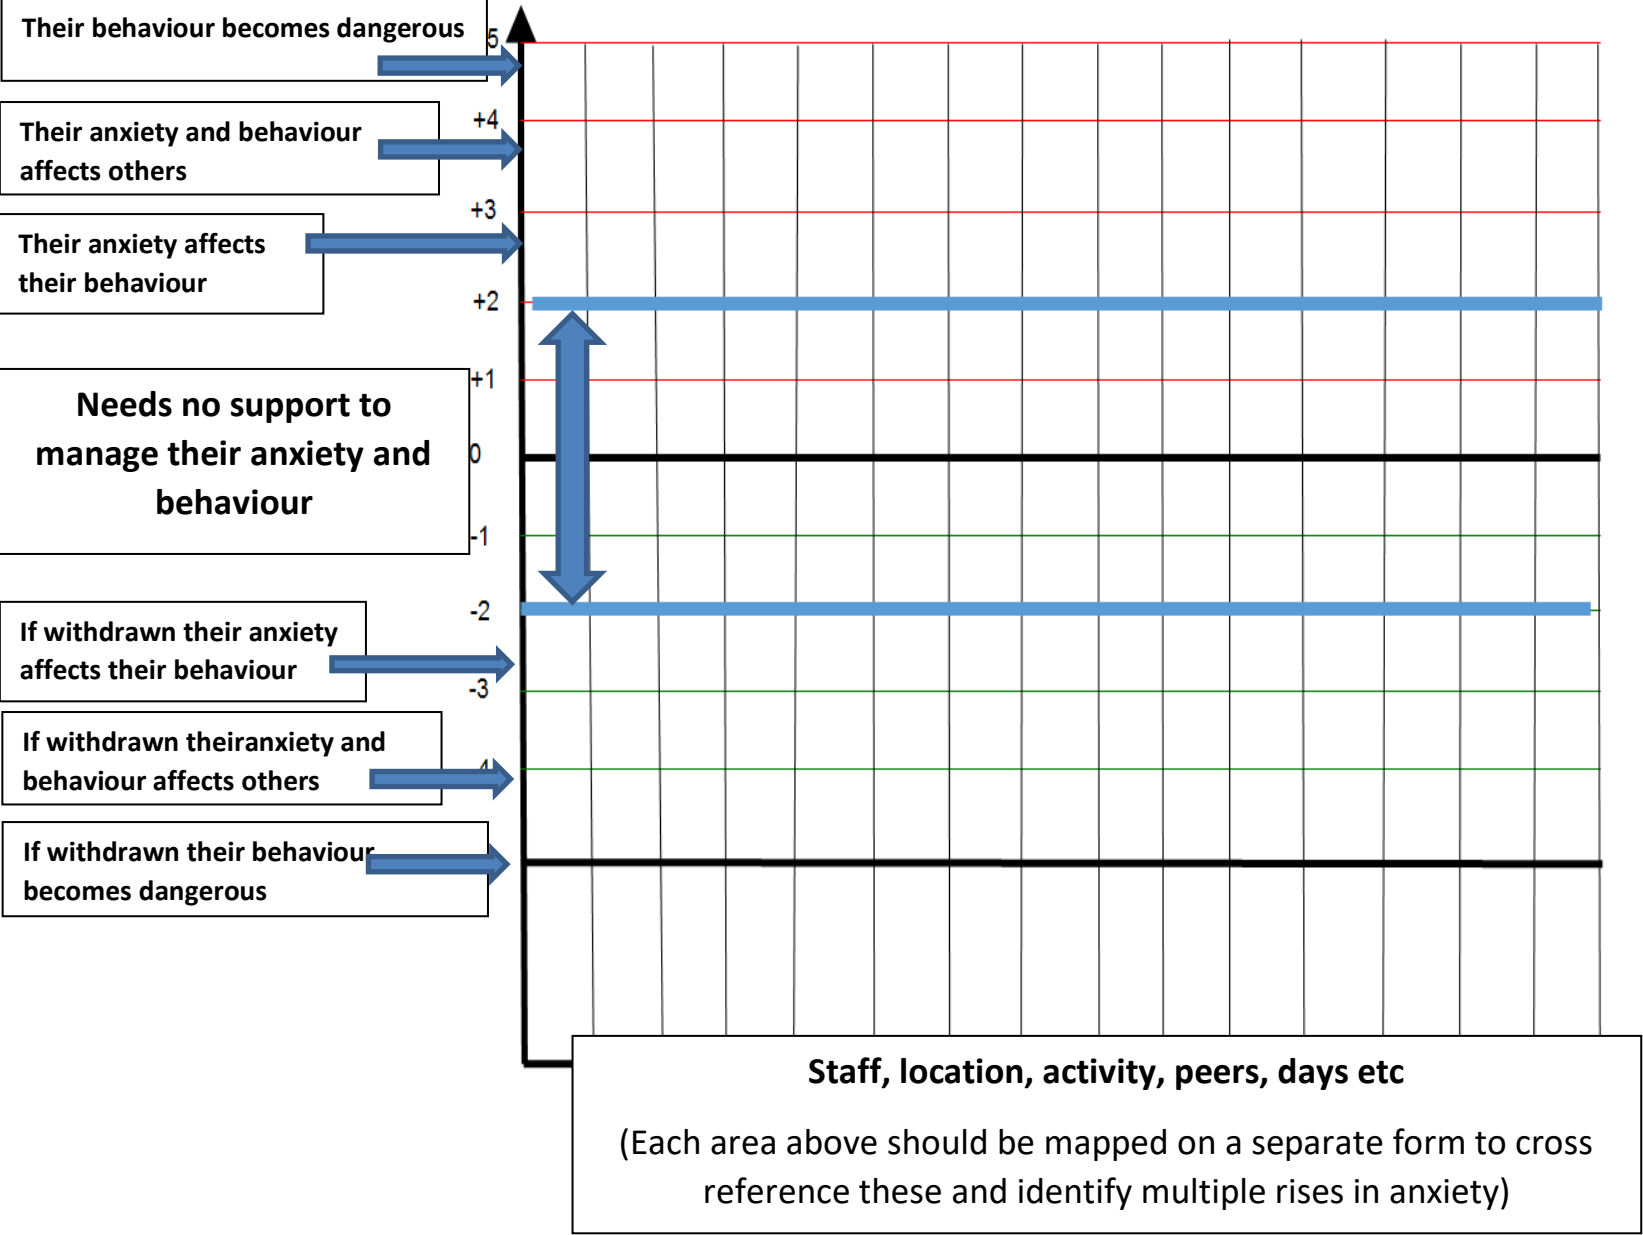 Their behaviour becomes dangerous
5
Their anxiety and behaviour
affects others
+4
+3
Their anxiety affects
their behaviour
+2
+1
Needs no support to
manage their anxiety and
behaviour
0
-1
-2
If withdrawn their anxiety
affects their behaviour
-3
If withdrawn theiranxiety and
behaviour affects others
4
If withdrawn their behaviour
becomes dangerous
Staff, location, activity, peers, days etc
(Each area above should be mapped on a separate form to cross
reference these and identify multiple rises in anxiety)